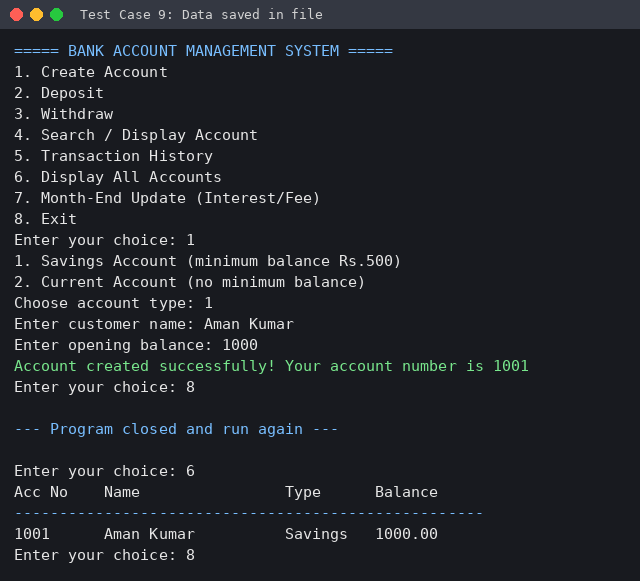 Test Case 9: Data saved in file
===== BANK ACCOUNT MANAGEMENT SYSTEM =====
1. Create Account
2. Deposit
3. Withdraw
4. Search / Display Account
5. Transaction History
6. Display All Accounts
7. Month-End Update (Interest/Fee)
8. Exit
Enter your choice: 1
1. Savings Account (minimum balance Rs.500)
2. Current Account (no minimum balance)
Choose account type: 1
Enter customer name: Aman Kumar
Enter opening balance: 1000
Account created successfully! Your account number is 1001
Enter your choice: 8
--- Program closed and run again ---
Enter your choice: 6
Acc No    Name                Type      Balance
----------------------------------------------------
1001      Aman Kumar          Savings   1000.00
Enter your choice: 8